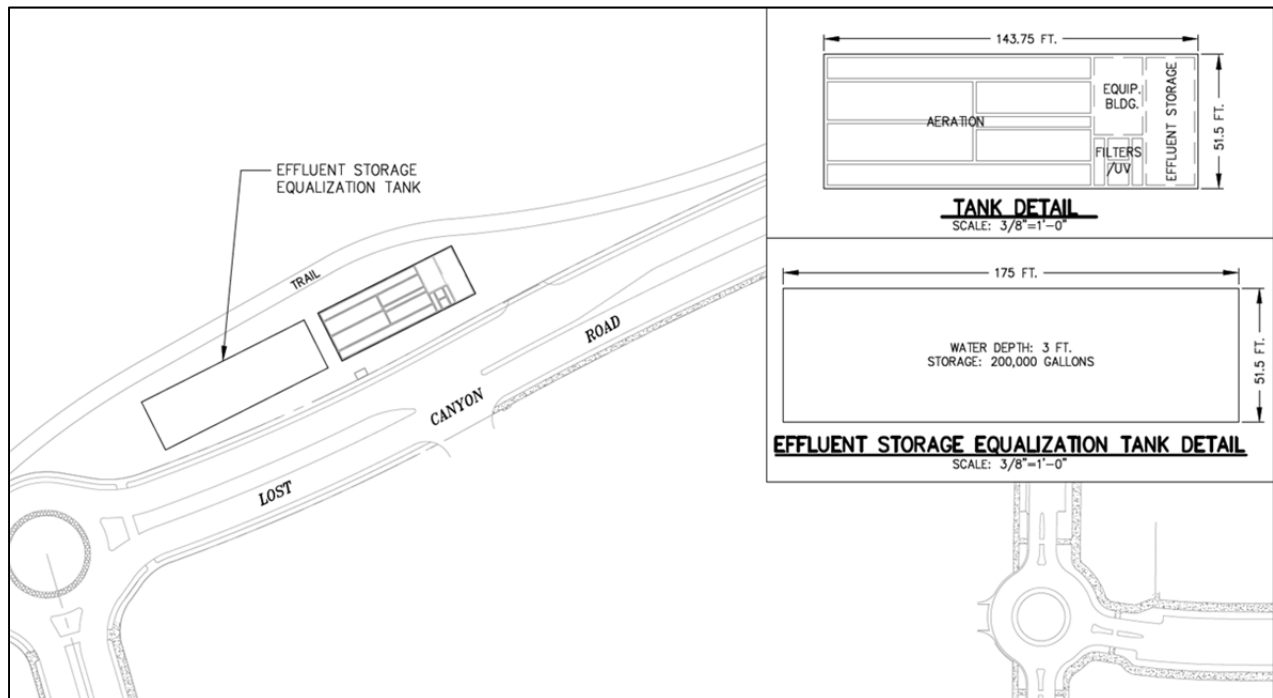 EFFLUENT STORAGE
EQUALIZATION TANK
TRAIL
LOST
CANYON
ROAD
143.75 FT.
51.5 FT.
AERATION
EQUIP.
BLDG.
FILTERS
/UV
EFFLUENT STORAGE
TANK DETAIL
SCALE: 3/8"=1'-0"
175 FT.
51.5 FT.
WATER DEPTH: 3 FT.
STORAGE: 200,000 GALLONS
EFFLUENT STORAGE EQUALIZATION TANK DETAIL
SCALE: 3/8"=1'-0"